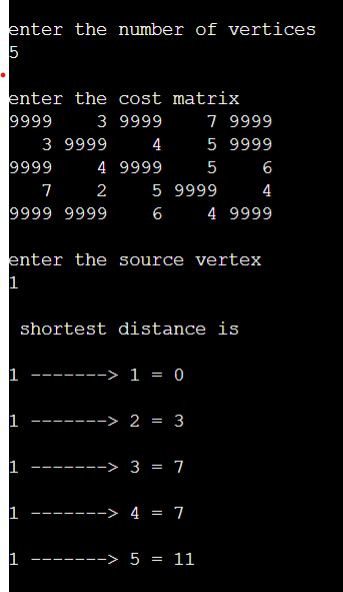 enter the number of vertices
5
enter the cost matrix
9999 3 9999 7 9999
3 9999 4 5 9999
9999 4 9999 5 6
7 2 5 9999 4
9999 9999 6 4 9999
enter the source vertex
1
shortest distance is
1 -------> 1 = 0
1 -------> 2 = 3
1 -------> 3 = 7
1 -------> 4 = 7
1 -------> 5 = 11